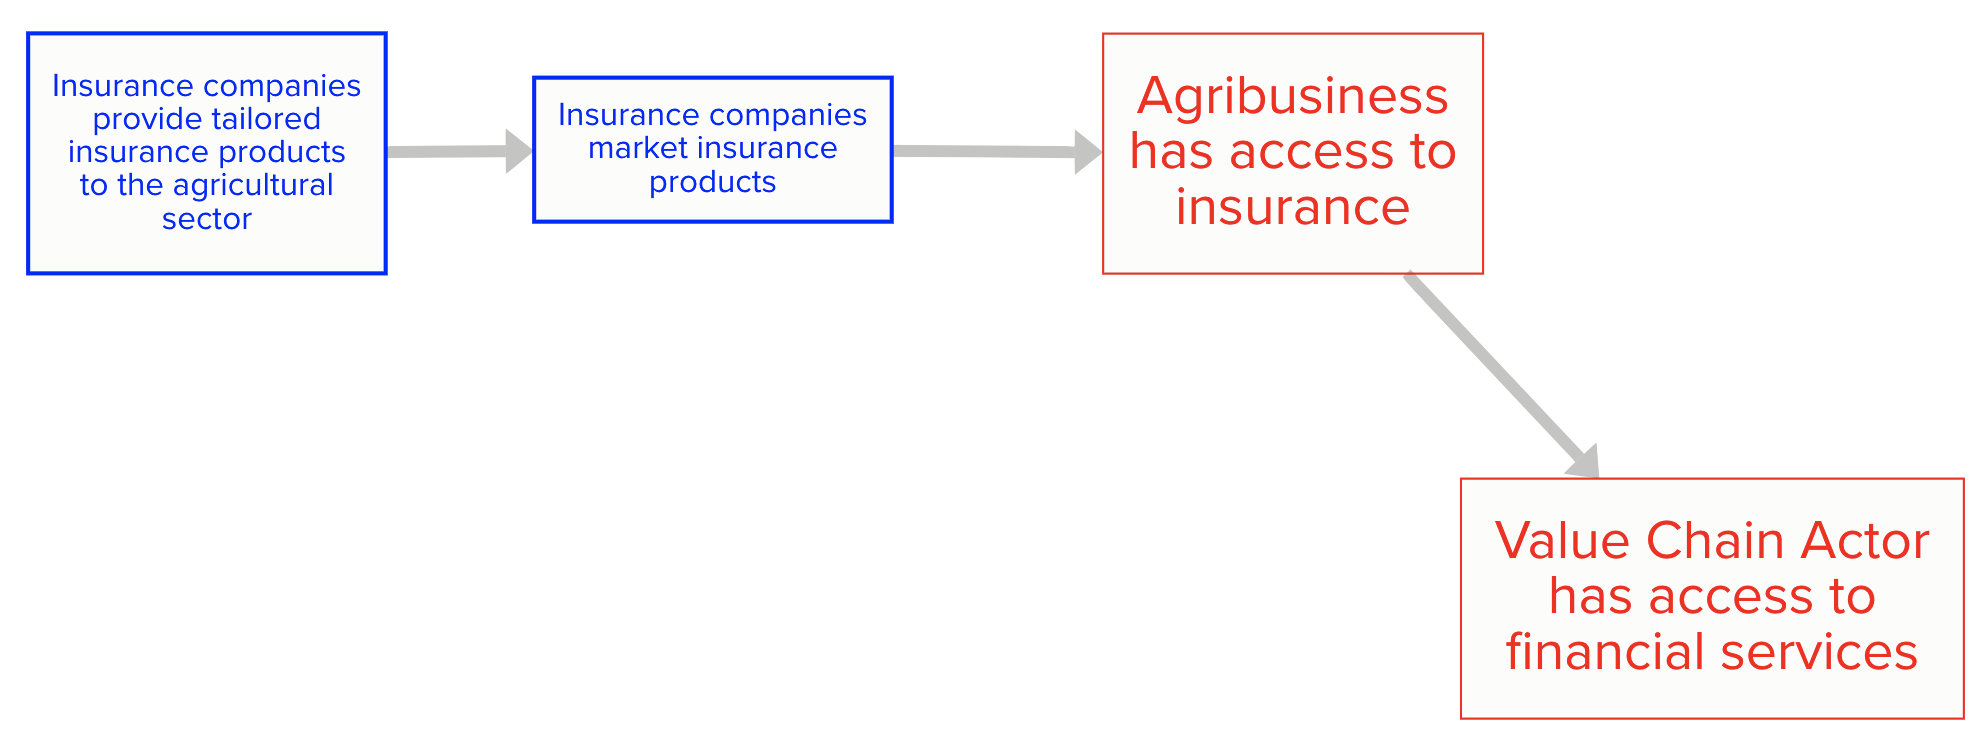 Insurance companies
provide tailored
insurance products
to the agricultural
sector
Insurance companies
market insurance
products
Agribusiness
has access to
insurance
Value Chain Actor
has access to
financial services